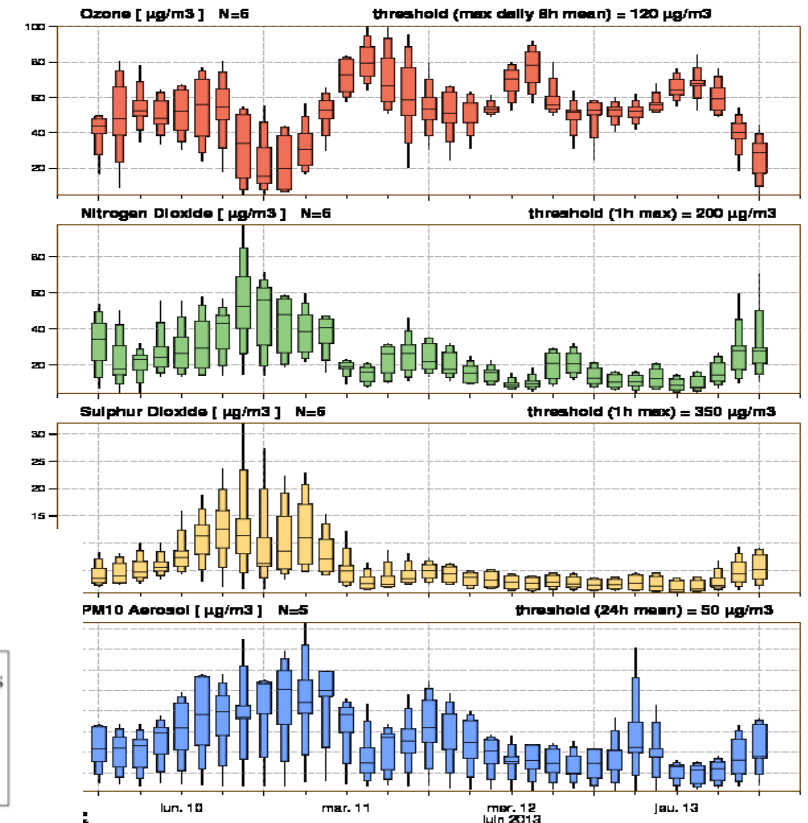 Ozone [ µg/m3 ] N=6 threshold (max daily 8h mean) = 120 µg/m3
100
80
60
40
20
Nitrogen Dioxide [ µg/m3 ] N=6 threshold (1h max) = 200 µg/m3
80
60
40
20
Sulphur Dioxide [ µg/m3 ] N=6 threshold (1h max) = 350 µg/m3
30
25
20
15
PM10 Aerosol [ µg/m3 ] N=5 threshold (24h mean) = 50 µg/m3
s
lun. 10 mar. 11 mer. 12 jeu. 13
juin 2013